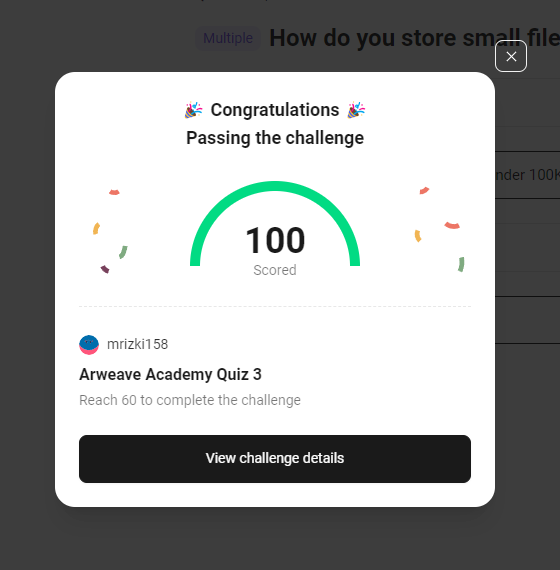 Multiple How do you store small file
Congratulations
Passing the challenge
nder 100K
100
Scored
mrizki158
Arweave Academy Quiz 3
Reach 60 to complete the challenge
View challenge details